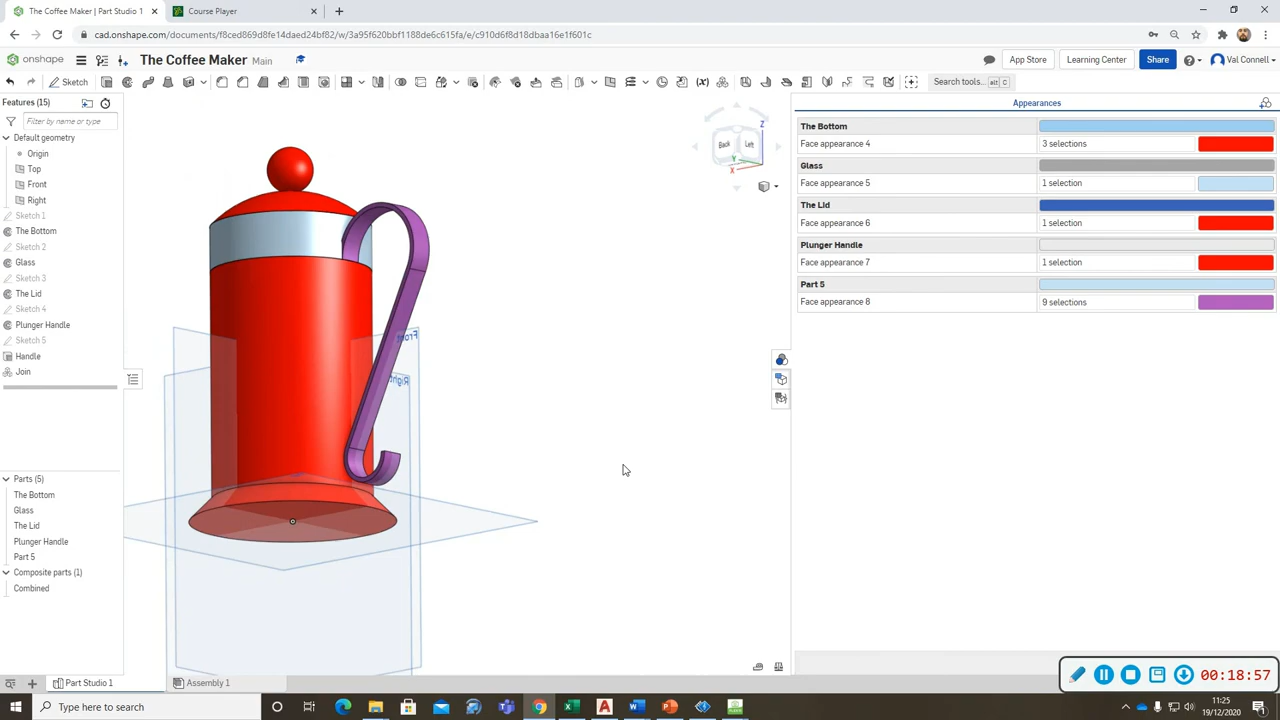 The Coffee Maker | Part Studio 1
Course Player
cad.onshape.com/documents/f8ced869d8fe14daed24bf82/w/3a95f620bbf1188de6c615fa/e/c910d6f8d18dbaa16e1f601c
onshape
The Coffee Maker Main
App Store
Learning Center
Share
Val Connell
Sketch
Search tools... alt C
Features (15)
Filter by name or type
Default geometry
Origin
Top
Front
Right
Sketch 1
The Bottom
Sketch 2
Glass
Sketch 3
The Lid
Sketch 4
Plunger Handle
Sketch 5
Handle
Join
Parts (5)
The Bottom
Glass
The Lid
Plunger Handle
Part 5
Composite parts (1)
Combined
Z
Back
Left
Y
X
Front
Right
Appearances
The Bottom
Face appearance 4 3 selections
Glass
Face appearance 5 1 selection
The Lid
Face appearance 6 1 selection
Plunger Handle
Face appearance 7 1 selection
Part 5
Face appearance 8 9 selections
Part Studio 1
Assembly 1
00:18:57
Type here to search
11:25
19/12/2020